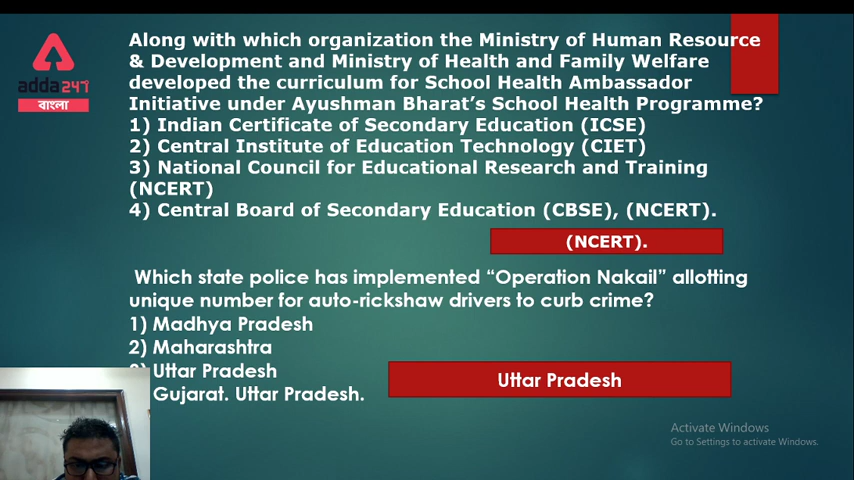 Along with which organization the Ministry of Human Resource
& Development and Ministry of Health and Family Welfare
adda247
developed the curriculum for School Health Ambassador
বাংলা
Initiative under Ayushman Bharat's School Health Programme?
1) Indian Certificate of Secondary Education (ICSE)
2) Central Institute of Education Technology (CIET)
3) National Council for Educational Research and Training
(NCERT)
4) Central Board of Secondary Education (CBSE), (NCERT).
(NCERT).
Which state police has implemented “Operation Nakail” allotting
unique number for auto-rickshaw drivers to curb crime?
1) Madhya Pradesh
2) Maharashtra
Uttar Pradesh
Uttar Pradesh
Gujarat. Uttar Pradesh.
Activate Windows
Go to Settings to activate Windows.